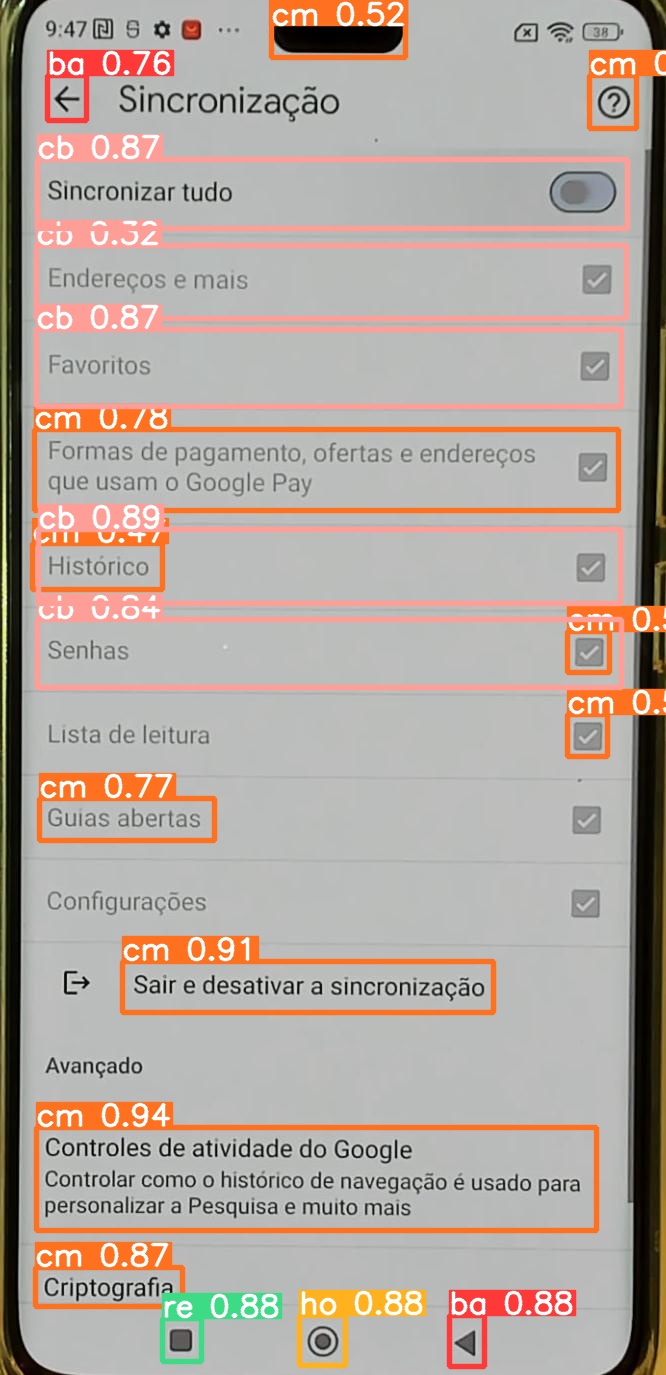 cm 0.52
9:47 ... 38
ba 0.76
cm 0
Sincronização
cb 0.87
Sincronizar tudo
cb 0.32
Endereços e mais
cb 0.87
Favoritos
cm 0.78
Formas de pagamento, ofertas e endereços
que usam o Google Pay
cb 0.89
cm 0.47
Histórico
cb 0.84
cm 0.5
Senhas
cm 0.5
Lista de leitura
cm 0.77
Guias abertas
Configurações
cm 0.91
Sair e desativar a sincronização
Avançado
cm 0.94
Controles de atividade do Google
Controlar como o histórico de navegação é usado para
personalizar a Pesquisa e muito mais
cm 0.87
Criptografia
re 0.88 ho 0.88 ba 0.88